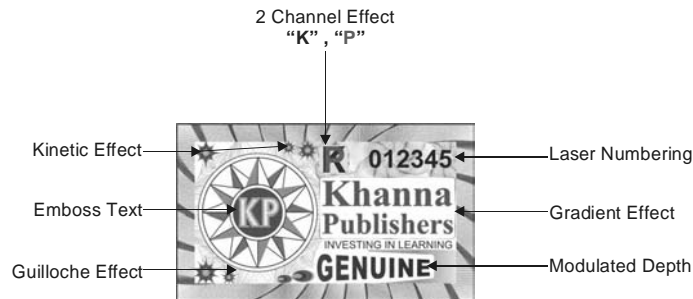 2 Channel Effect
“K” , “P”
Kinetic Effect
K 012345
Laser Numbering
Emboss Text
KP
Khanna
Publishers
Gradient Effect
INVESTING IN LEARNING
Guilloche Effect
GENUINE
Modulated Depth